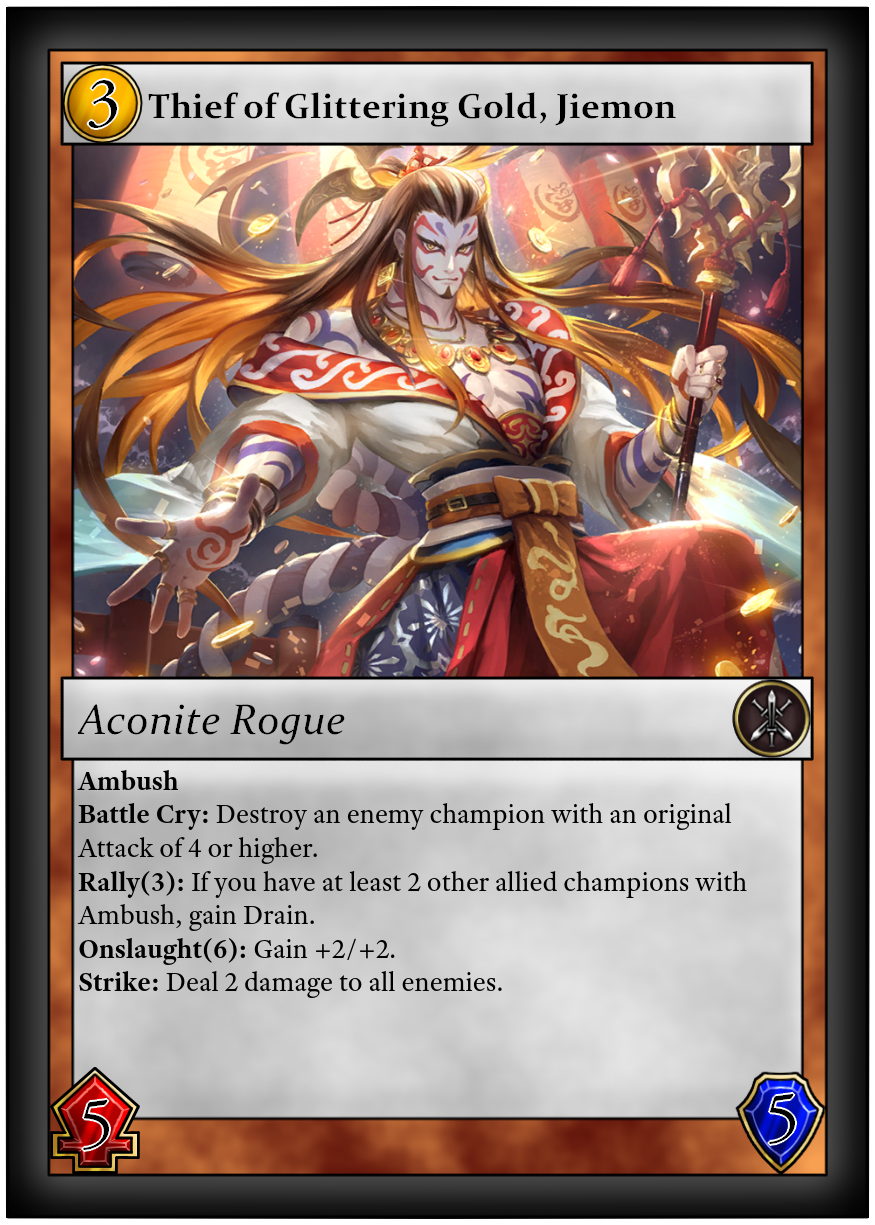 3 Thief of Glittering Gold, Jiemon
Aconite Rogue
Ambush
Battle Cry: Destroy an enemy champion with an original
Attack of 4 or higher.
Rally(3): If you have at least 2 other allied champions with
Ambush, gain Drain.
Onslaught(6): Gain +2/+2.
Strike: Deal 2 damage to all enemies.
5 5